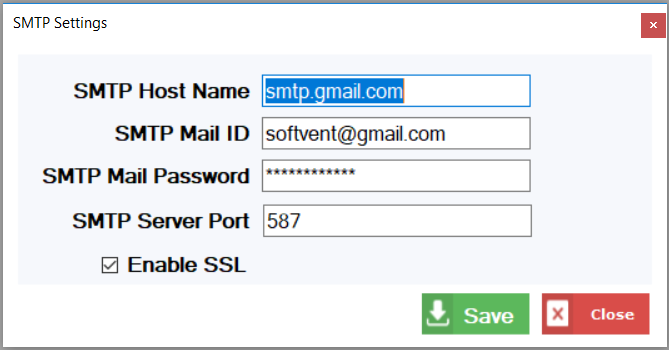 SMTP Settings
SMTP Host Name smtp.gmail.com
SMTP Mail ID softvent@gmail.com
SMTP Mail Password ************
SMTP Server Port 587
Enable SSL
Save Close